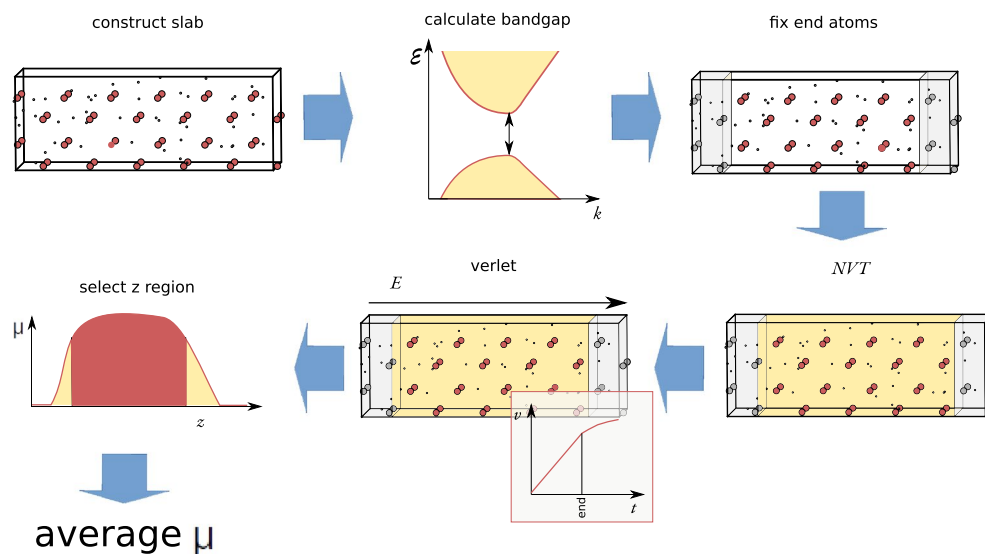 construct slab
calculate bandgap
fix end atoms
ε
k
NVT
verlet
E
select z region
μ
z
v
end
t
average μ